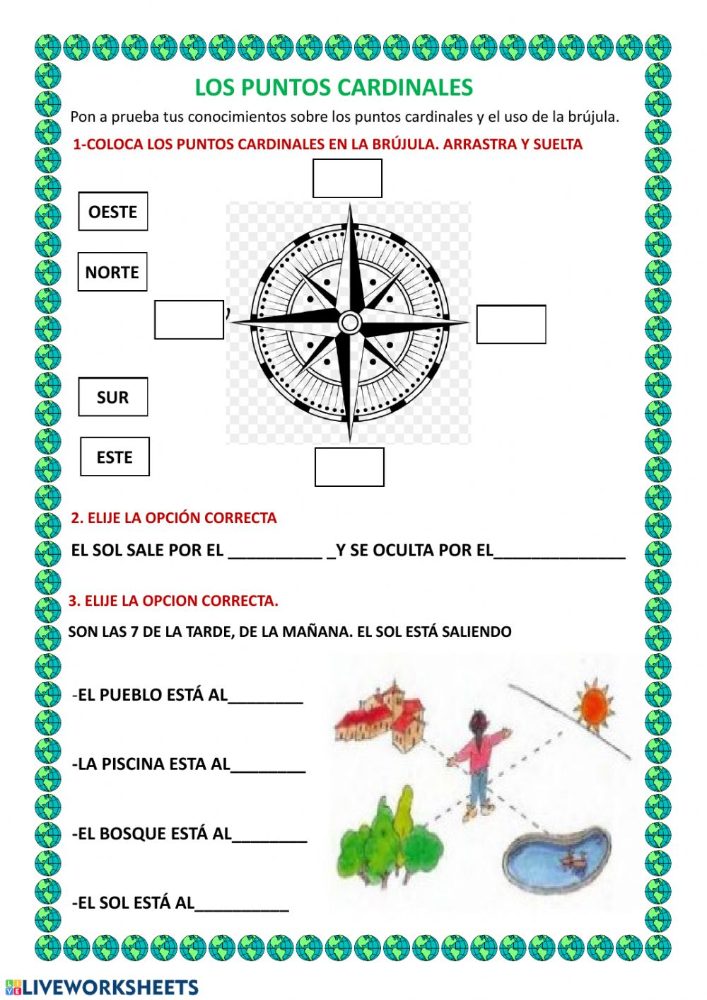 LOS PUNTOS CARDINALES
Pon a prueba tus conocimientos sobre los puntos cardinales y el uso de la brújula.
1-COLOCA LOS PUNTOS CARDINALES EN LA BRÚJULA. ARRASTRA Y SUELTA
OESTE
NORTE
SUR
ESTE
2. ELIJE LA OPCIÓN CORRECTA
EL SOL SALE POR EL __________ _Y SE OCULTA POR EL______________
3. ELIJE LA OPCION CORRECTA.
SON LAS 7 DE LA TARDE, DE LA MAÑANA. EL SOL ESTÁ SALIENDO
-EL PUEBLO ESTÁ AL________
-LA PISCINA ESTA AL________
-EL BOSQUE ESTÁ AL________
-EL SOL ESTÁ AL__________
LIVE LIVEWORKSHEETS